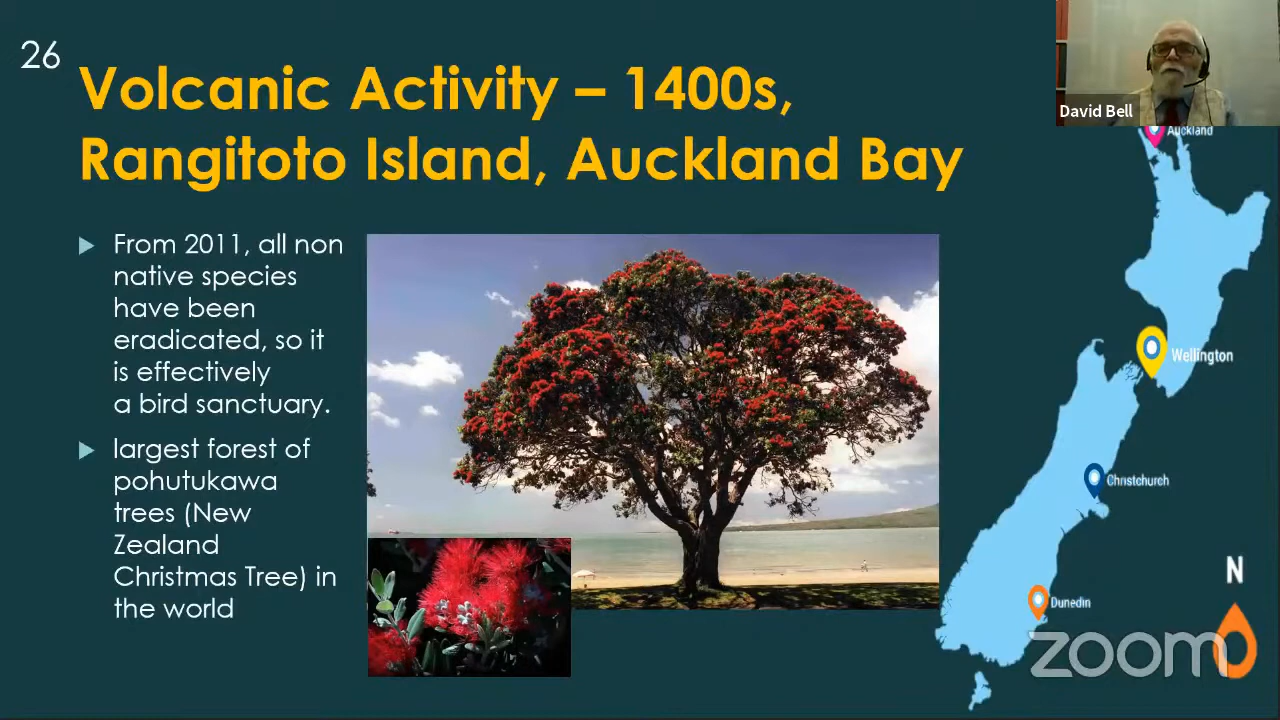 26
Volcanic Activity – 1400s,
Rangitoto Island, Auckland Bay
From 2011, all non
native species
have been
eradicated, so it
is effectively
a bird sanctuary.
largest forest of
pohutukawa
trees (New
Zealand
Christmas Tree) in
the world
David Bell
Auckland
Wellington
Christchurch
N
Dunedin
zoom